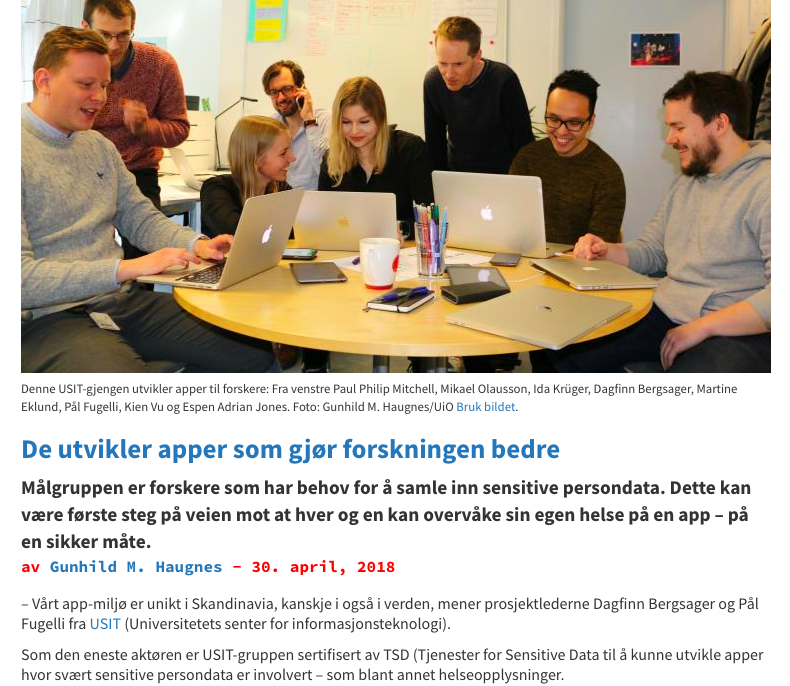 Denne USIT-gjengen utvikler apper til forskere: Fra venstre Paul Philip Mitchell, Mikael Olausson, Ida Krüger, Dagfinn Bergsager, Martine
Eklund, Pål Fugelli, Kien Vu og Espen Adrian Jones. Foto: Gunhild M. Haugnes/UiO Bruk bildet.
De utvikler apper som gjør forskningen bedre
Målgruppen er forskere som har behov for å samle inn sensitive persondata. Dette kan
være første steg på veien mot at hver og en kan overvåke sin egen helse på en app – på
en sikker måte.
av Gunhild M. Haugnes – 30. april, 2018
– Vårt app-miljø er unikt i Skandinavia, kanskje i også i verden, mener prosjektlederne Dagfinn Bergsager og Pål
Fugelli fra USIT (Universitetets senter for informasjonsteknologi).
Som den eneste aktøren er USIT-gruppen sertifisert av TSD (Tjenester for Sensitive Data til å kunne utvikle apper
hvor svært sensitive persondata er involvert – som blant annet helseopplysninger.